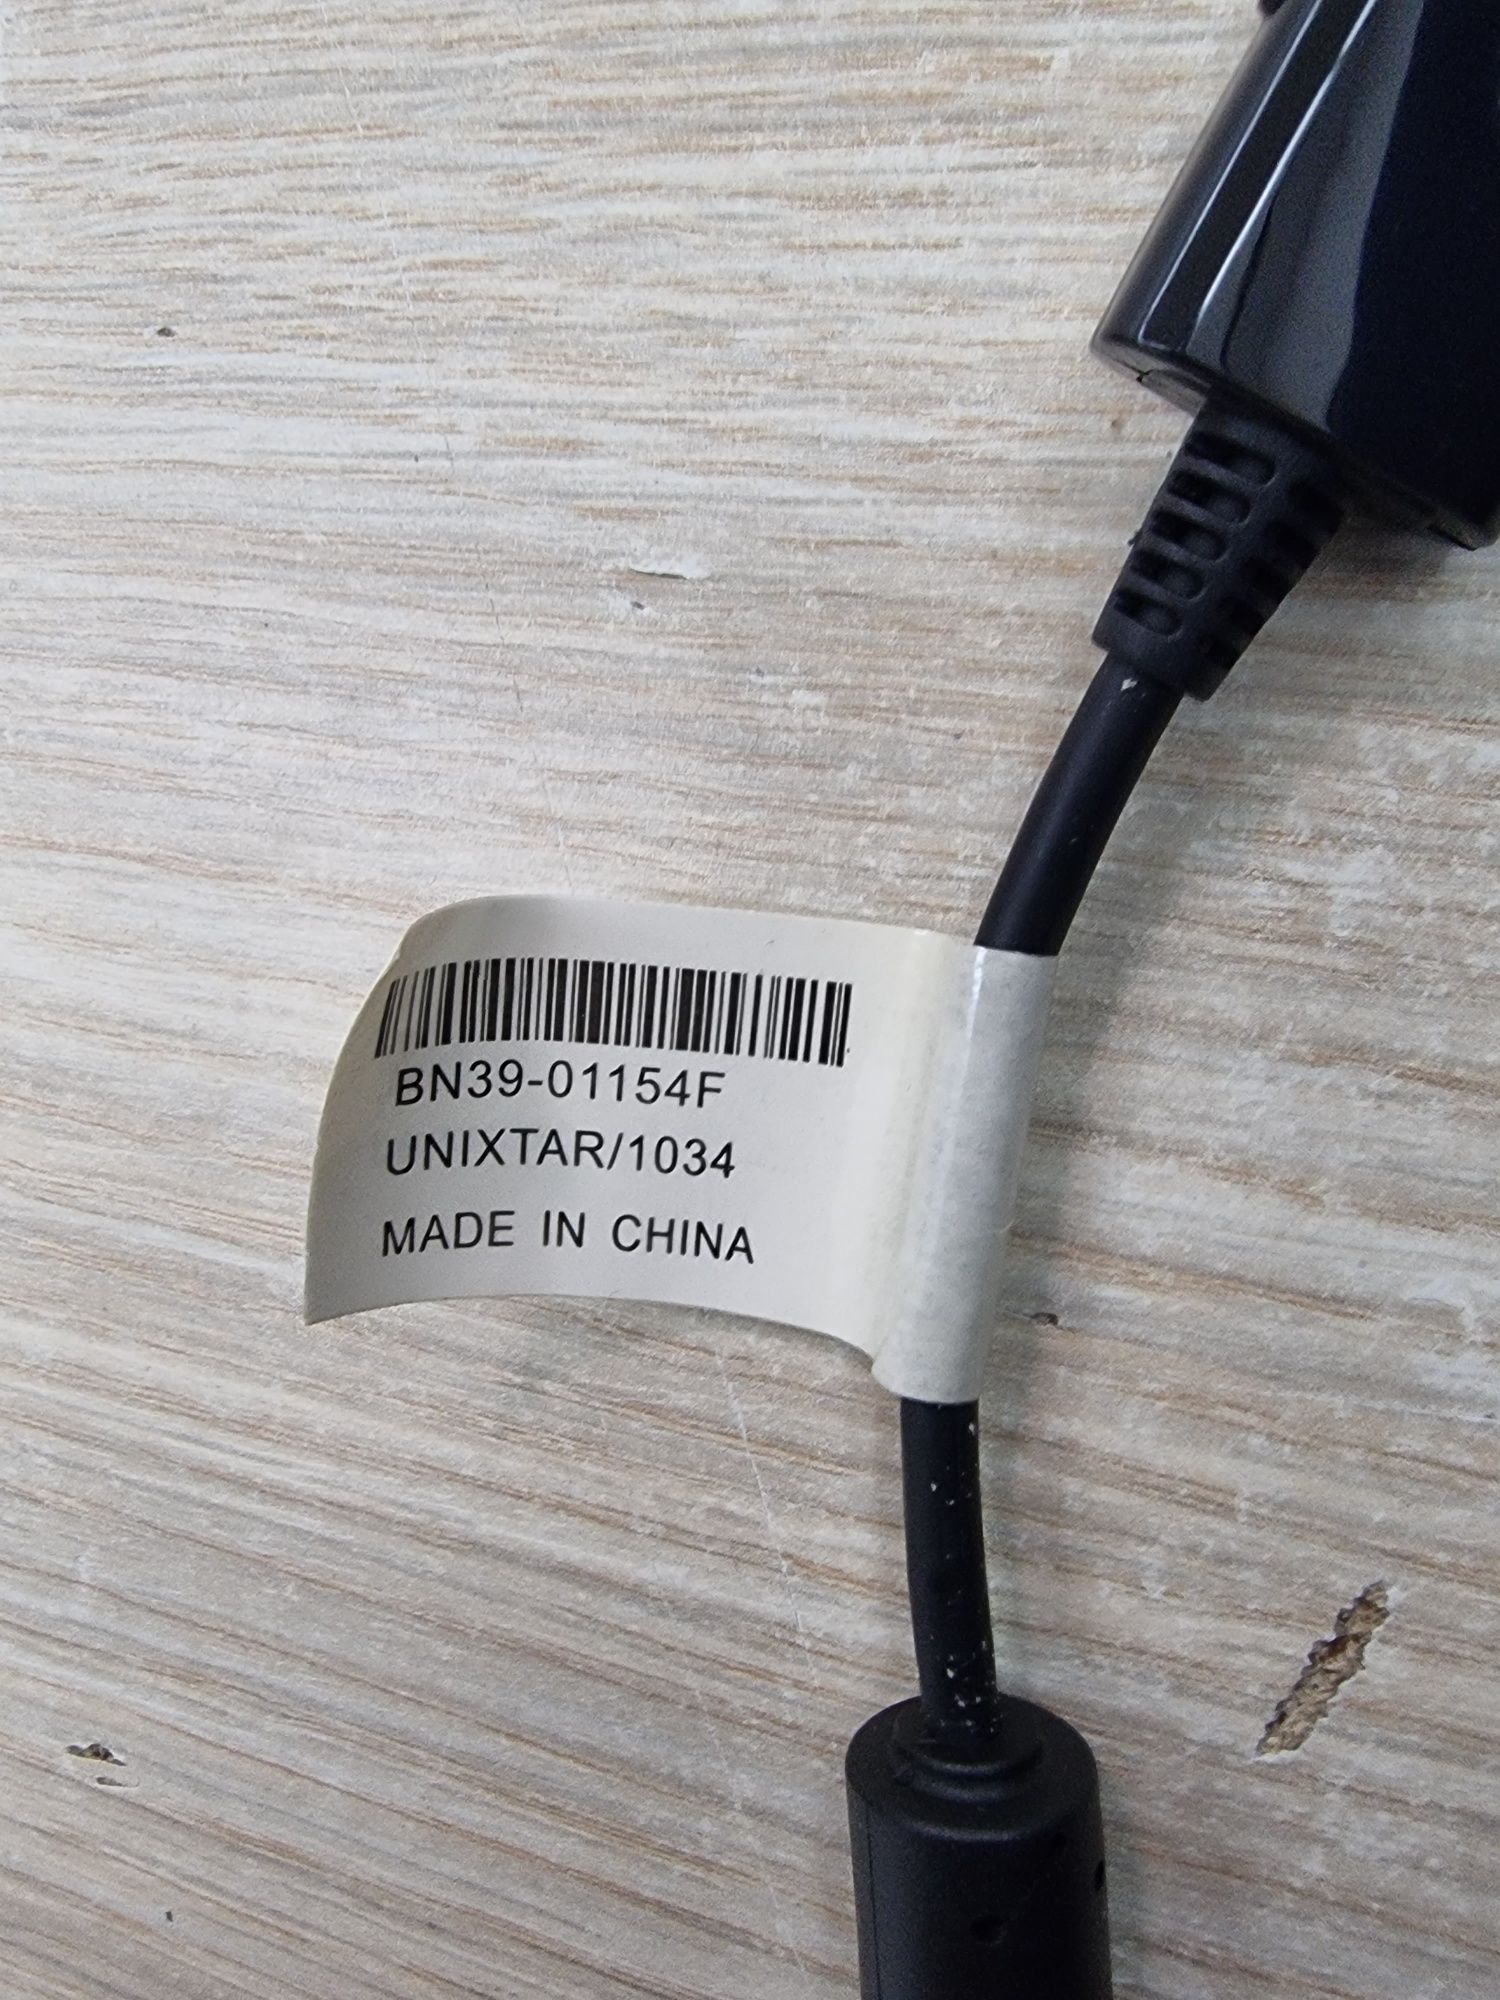 BN39-01154F
UNIXTAR/1034
MADE IN CHINA